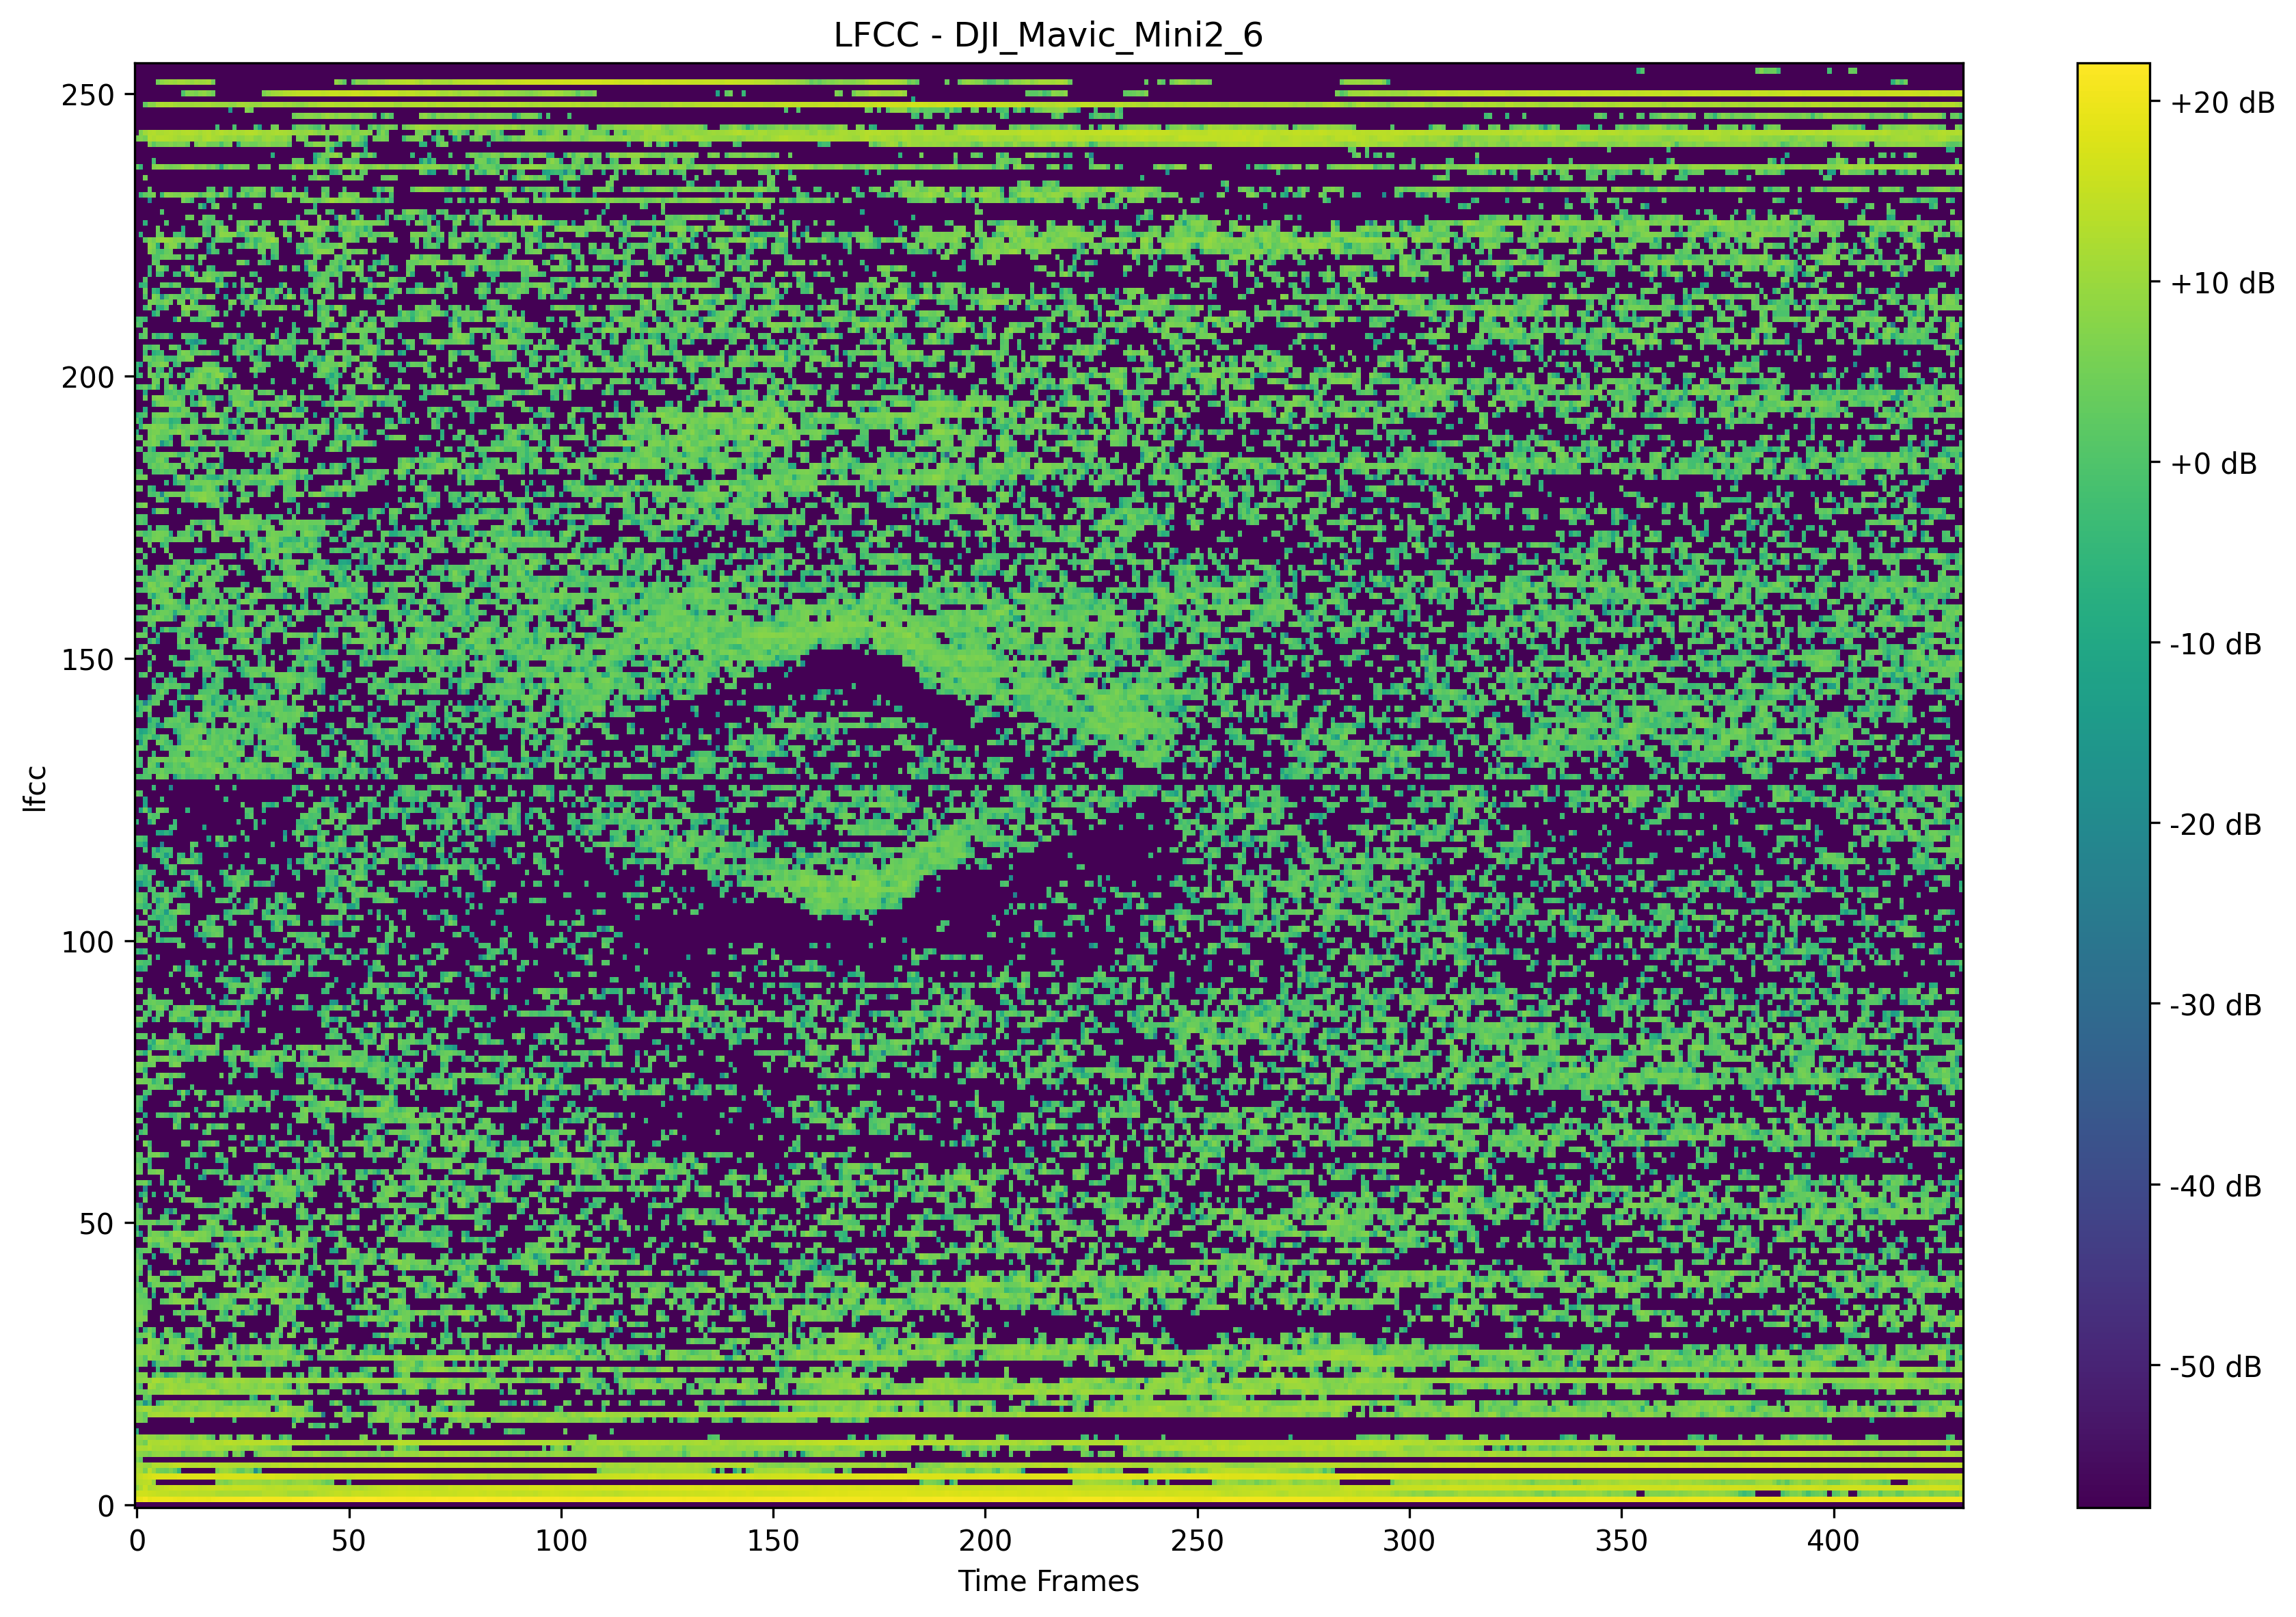 LFCC - DJI_Mavic_Mini2_6
250
200
150
100
50
0
lfcc
0 50 100 150 200 250 300 350 400
Time Frames
+20 dB
+10 dB
+0 dB
-10 dB
-20 dB
-30 dB
-40 dB
-50 dB